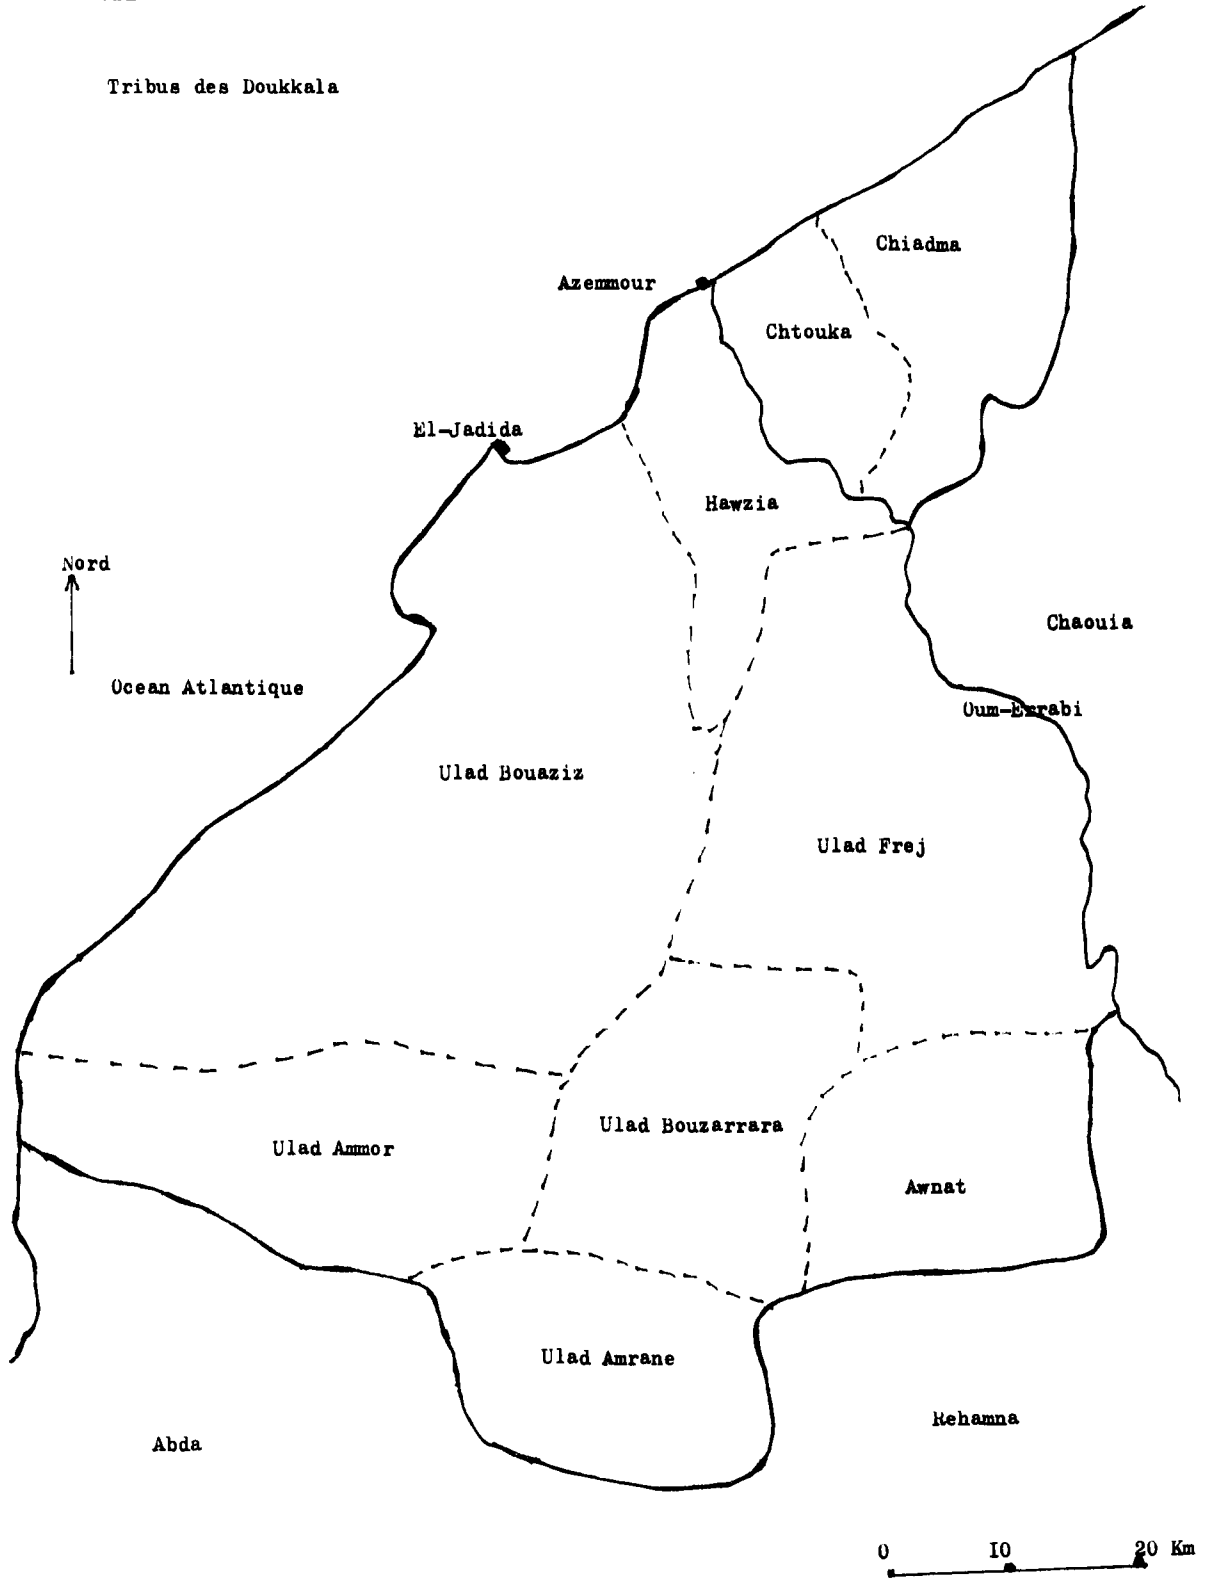 Tribus des Doukkala
Chiadma
Azemmour
Chtouka
El-Jadida
Hawzia
Nord
Chaouia
Ocean Atlantique
Oum-Errabi
Ulad Bouaziz
Ulad Frej
Ulad Bouzarrara
Ulad Ammor
Awnat
Ulad Amrane
Rehamna
Abda
0 I0 20 Km